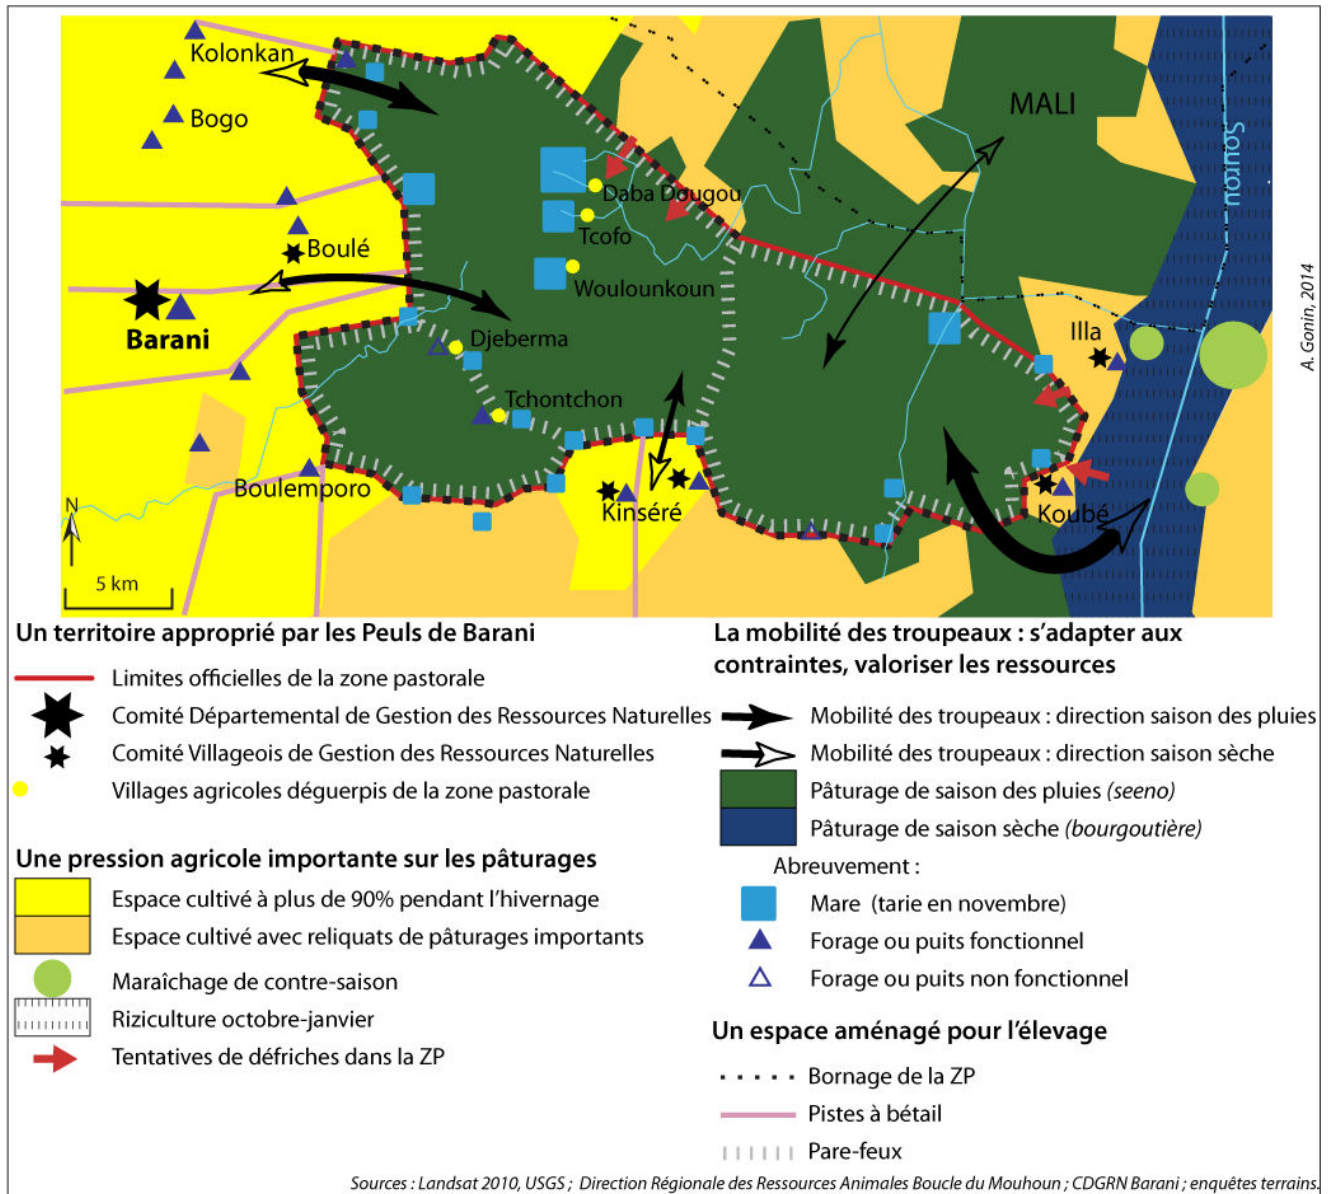 Kolonkan
Bogo
Boulé
Barani
Boulemporo
Daba Dougou
Tcofo
Woulounkoun
Djeberma
Tchontchon
Kinséré
MALI
Sourou
Illa
Koubé
N
5 km
A. Gonin, 2014
Un territoire approprié par les Peuls de Barani
Limites officielles de la zone pastorale
Comité Départemental de Gestion des Ressources Naturelles
Comité Villageois de Gestion des Ressources Naturelles
Villages agricoles déguerpis de la zone pastorale
Une pression agricole importante sur les pâturages
Espace cultivé à plus de 90% pendant l'hivernage
Espace cultivé avec reliquats de pâturages importants
Maraîchage de contre-saison
Riziculture octobre-janvier
Tentatives de défriches dans la ZP
La mobilité des troupeaux : s'adapter aux
contraintes, valoriser les ressources
Mobilité des troupeaux : direction saison des pluies
Mobilité des troupeaux : direction saison sèche
Pâturage de saison des pluies (seeno)
Pâturage de saison sèche (bourgoutière)
Abreuvement :
Mare (tarie en novembre)
Forage ou puits fonctionnel
Forage ou puits non fonctionnel
Un espace aménagé pour l'élevage
Bornage de la ZP
Pistes à bétail
Pare-feux
Sources : Landsat 2010, USGS ; Direction Régionale des Ressources Animales Boucle du Mouhoun ; CDGRN Barani ; enquêtes terrains.